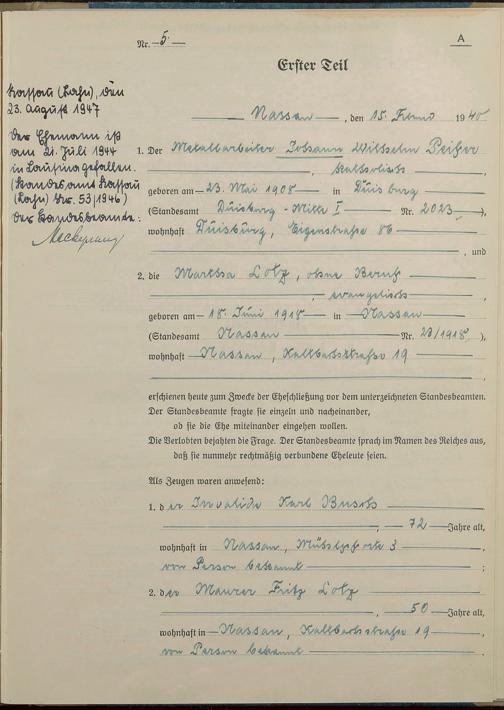 Nr. 5.
A
Erster Teil
Nassau (Lahn), den
23. August 1947
Der Ehemann ist
am 21. Juli 1944
in gefallen.
(Standesamt Nassau
(Lahn) Nr. 53/1946)
Der Standesbeamte:
Nassau, den 15. 1940
1. Der Metallarbeiter Johann Wilhelm
, katholisch
geboren am 23. Mai 1908 in Duisburg
(Standesamt Duisburg-Mitte I Nr. 2023),
wohnhaft Duisburg, Eigenstraße 86
, und
2. die Martha Lotz, ohne Beruf
, evangelisch
geboren am 18. Juni 1918 in Nassau
(Standesamt Nassau Nr. 23/1918),
wohnhaft Nassau, Kaltbachstraße 19
erschienen heute zum Zwecke der Eheschließung vor dem unterzeichneten Standesbeamten.
Der Standesbeamte fragte sie einzeln und nacheinander,
ob sie die Ehe miteinander eingehen wollen.
Die Verlobten bejahten die Frage. Der Standesbeamte sprach im Namen des Reiches aus,
daß sie nunmehr rechtmäßig verbundene Eheleute seien.
Als Zeugen waren anwesend:
1. der Invalide Karl Busch
, 72 Jahre alt,
wohnhaft in Nassau, 3
von Person bekannt ;
2. der Maurer Fritz Lotz
, 50 Jahre alt,
wohnhaft in Nassau, Kaltbachstraße 19
von Person bekannt .